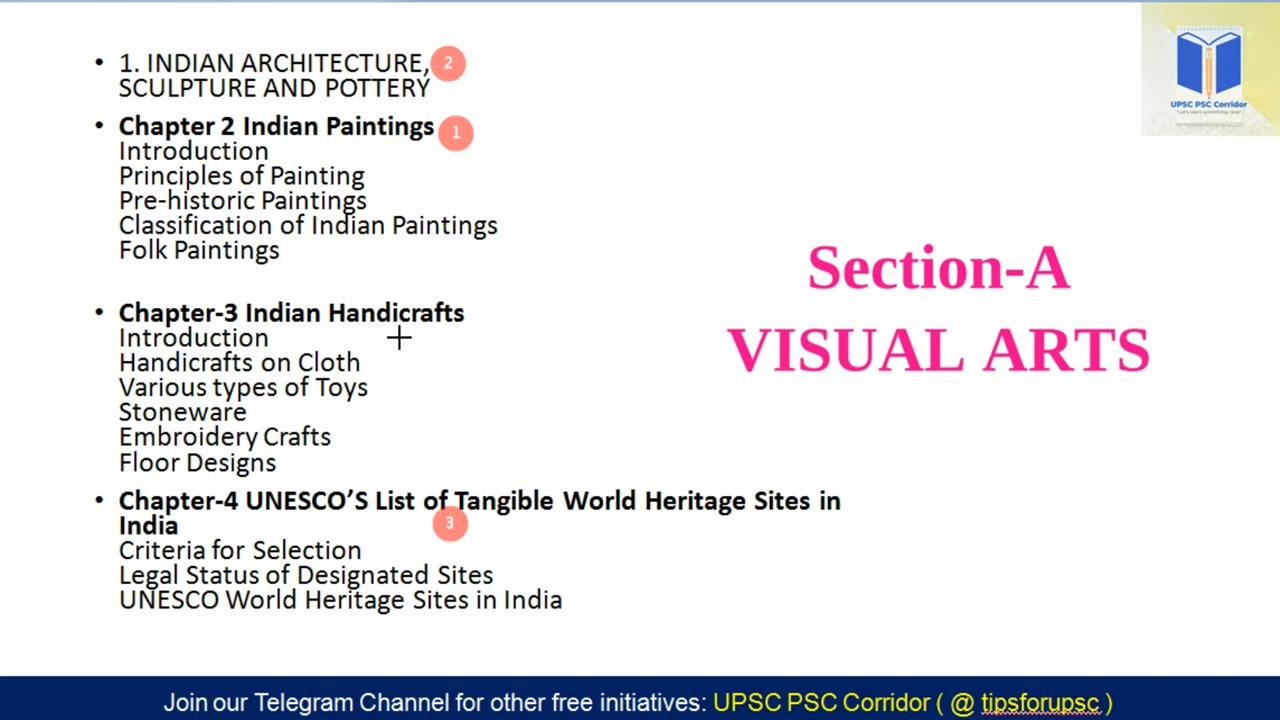 1. INDIAN ARCHITECTURE, 2
SCULPTURE AND POTTERY
Chapter 2 Indian Paintings 1
Introduction
Principles of Painting
Pre-historic Paintings
Classification of Indian Paintings
Folk Paintings
Chapter-3 Indian Handicrafts
Introduction
Handicrafts on Cloth
Various types of Toys
Stoneware
Embroidery Crafts
Floor Designs
Chapter-4 UNESCO’S List of Tangible World Heritage Sites in
India 3
Criteria for Selection
Legal Status of Designated Sites
UNESCO World Heritage Sites in India
Section-A
VISUAL ARTS
UPSC PSC Corridor
Join our Telegram Channel for other free initiatives: UPSC PSC Corridor ( @ tipsforupsc )